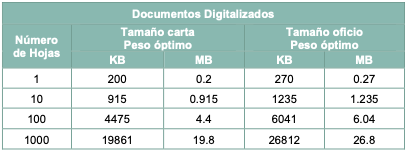 Documentos Digitalizados
Número de Hojas Tamaño carta Peso óptimo Tamaño oficio Peso óptimo
KB MB KB MB
1 200 0.2 270 0.27
10 915 0.915 1235 1.235
100 4475 4.4 6041 6.04
1000 19861 19.8 26812 26.8